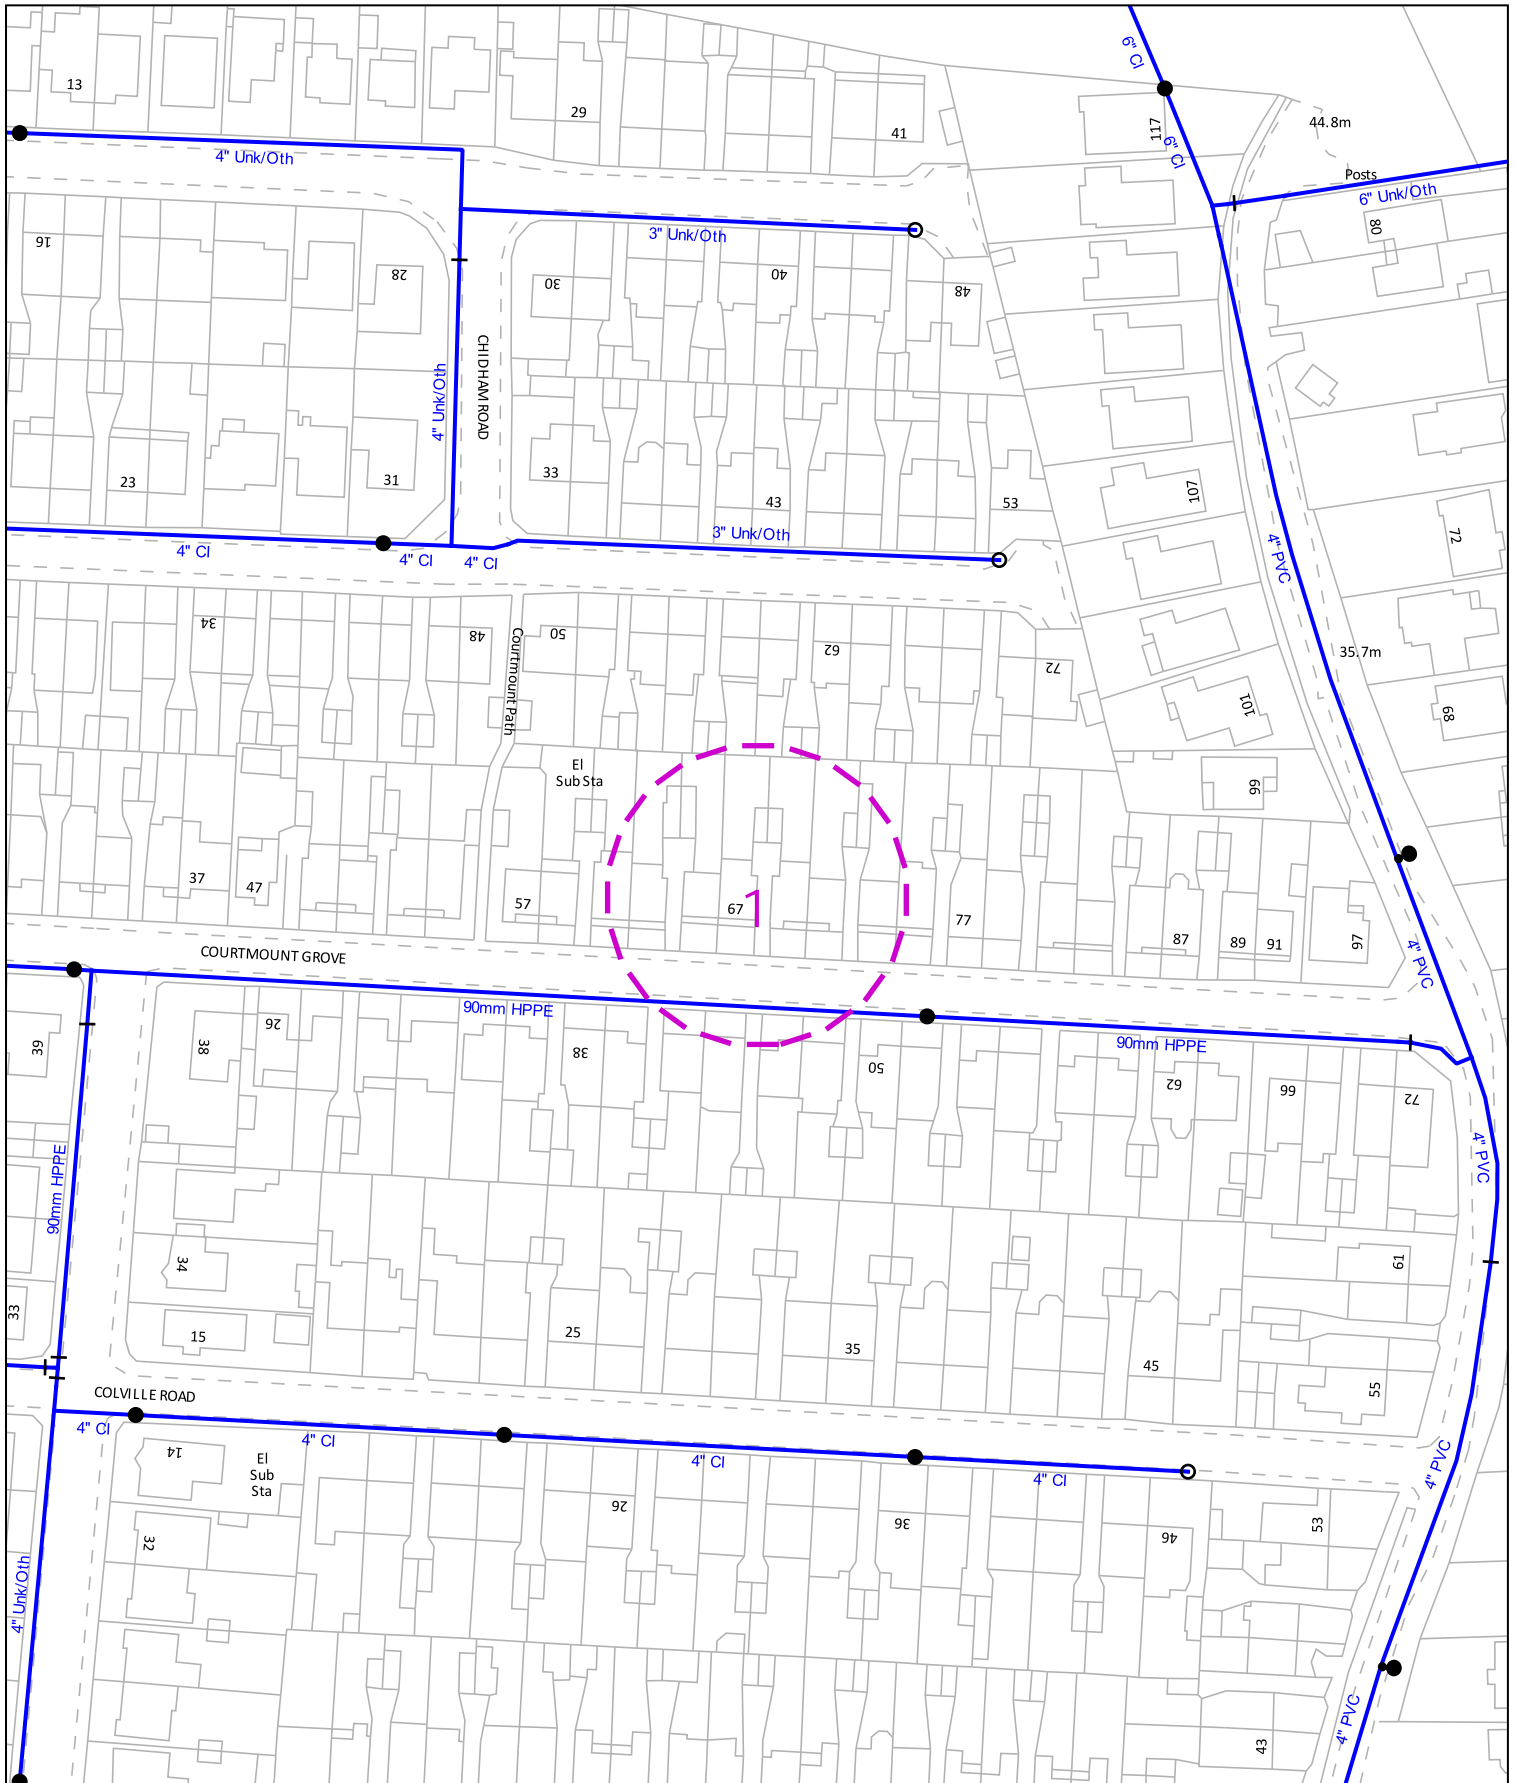 6" CI
13
29
41
117
44.8m
4" Unk/Oth
6" CI
Posts
6" Unk/Oth
16
28
3" Unk/Oth
80
30
40
48
CHIDHAM ROAD
4" Unk/Oth
23
31
33
43
53
107
72
3" Unk/Oth
4" CI
4" CI
4" CI
4" PVC
34
48
Courtmount Path
50
62
72
35.7m
101
68
El
Sub Sta
99
37
47
57
67
1
77
87
89
91
97
COURTMOUNT GROVE
4" PVC
90mm HPPE
90mm HPPE
39
38
26
38
50
62
66
72
90mm HPPE
4" PVC
34
61
33
15
25
35
45
55
COLVILLE ROAD
4" CI
4" CI
4" CI
4" CI
4" PVC
14
El
Sub
Sta
26
36
46
53
32
4" Unk/Oth
4" PVC
43